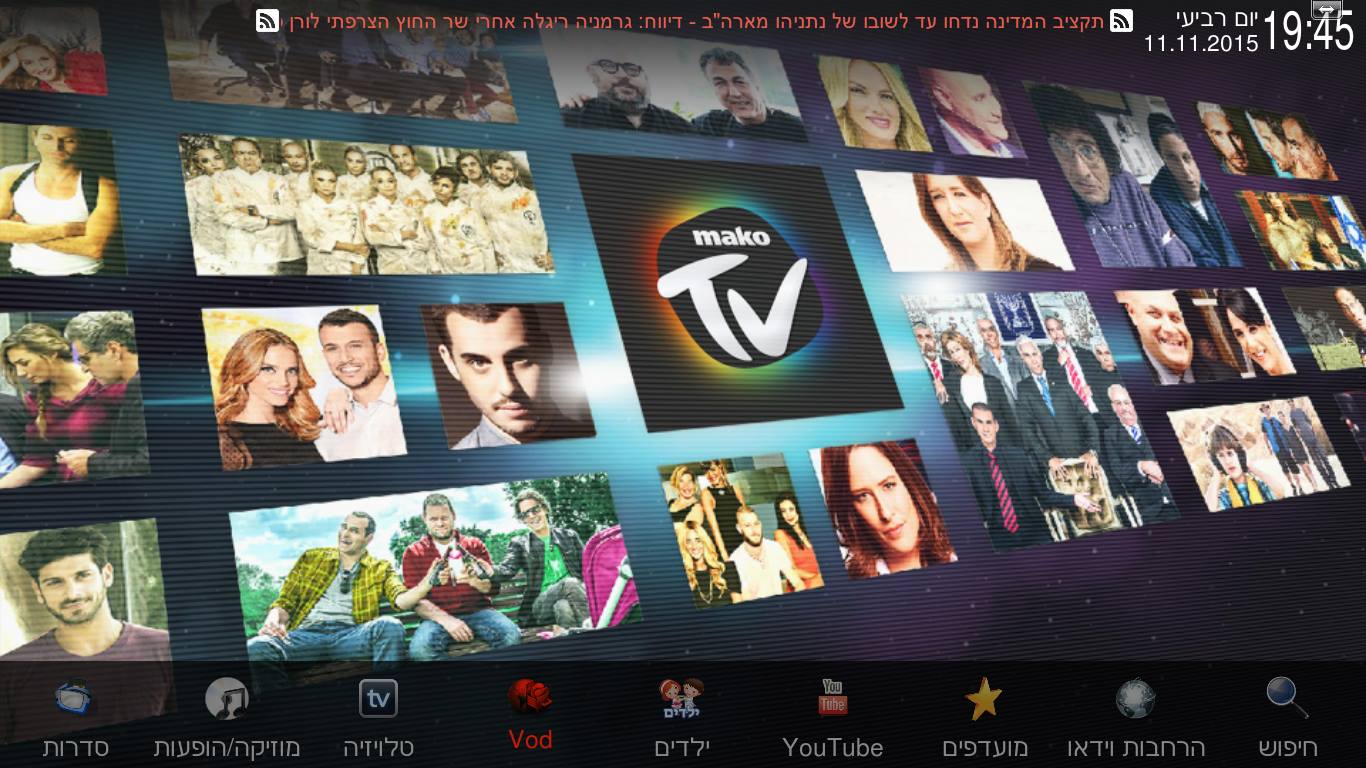 תקציב המדינה נדחו עד לשובו של נתניהו מארה"ב - דיווח: גרמניה ריגלה אחרי שר החוץ הצרפתי לורן
יום רביעי
11.11.2015
19:45
mako
TV
חיפוש
הרחבות וידאו
מועדפים
You
Tube
YouTube
ילדים
ילדים
Vod
tv
טלויזיה
מוזיקה/הופעות
סדרות